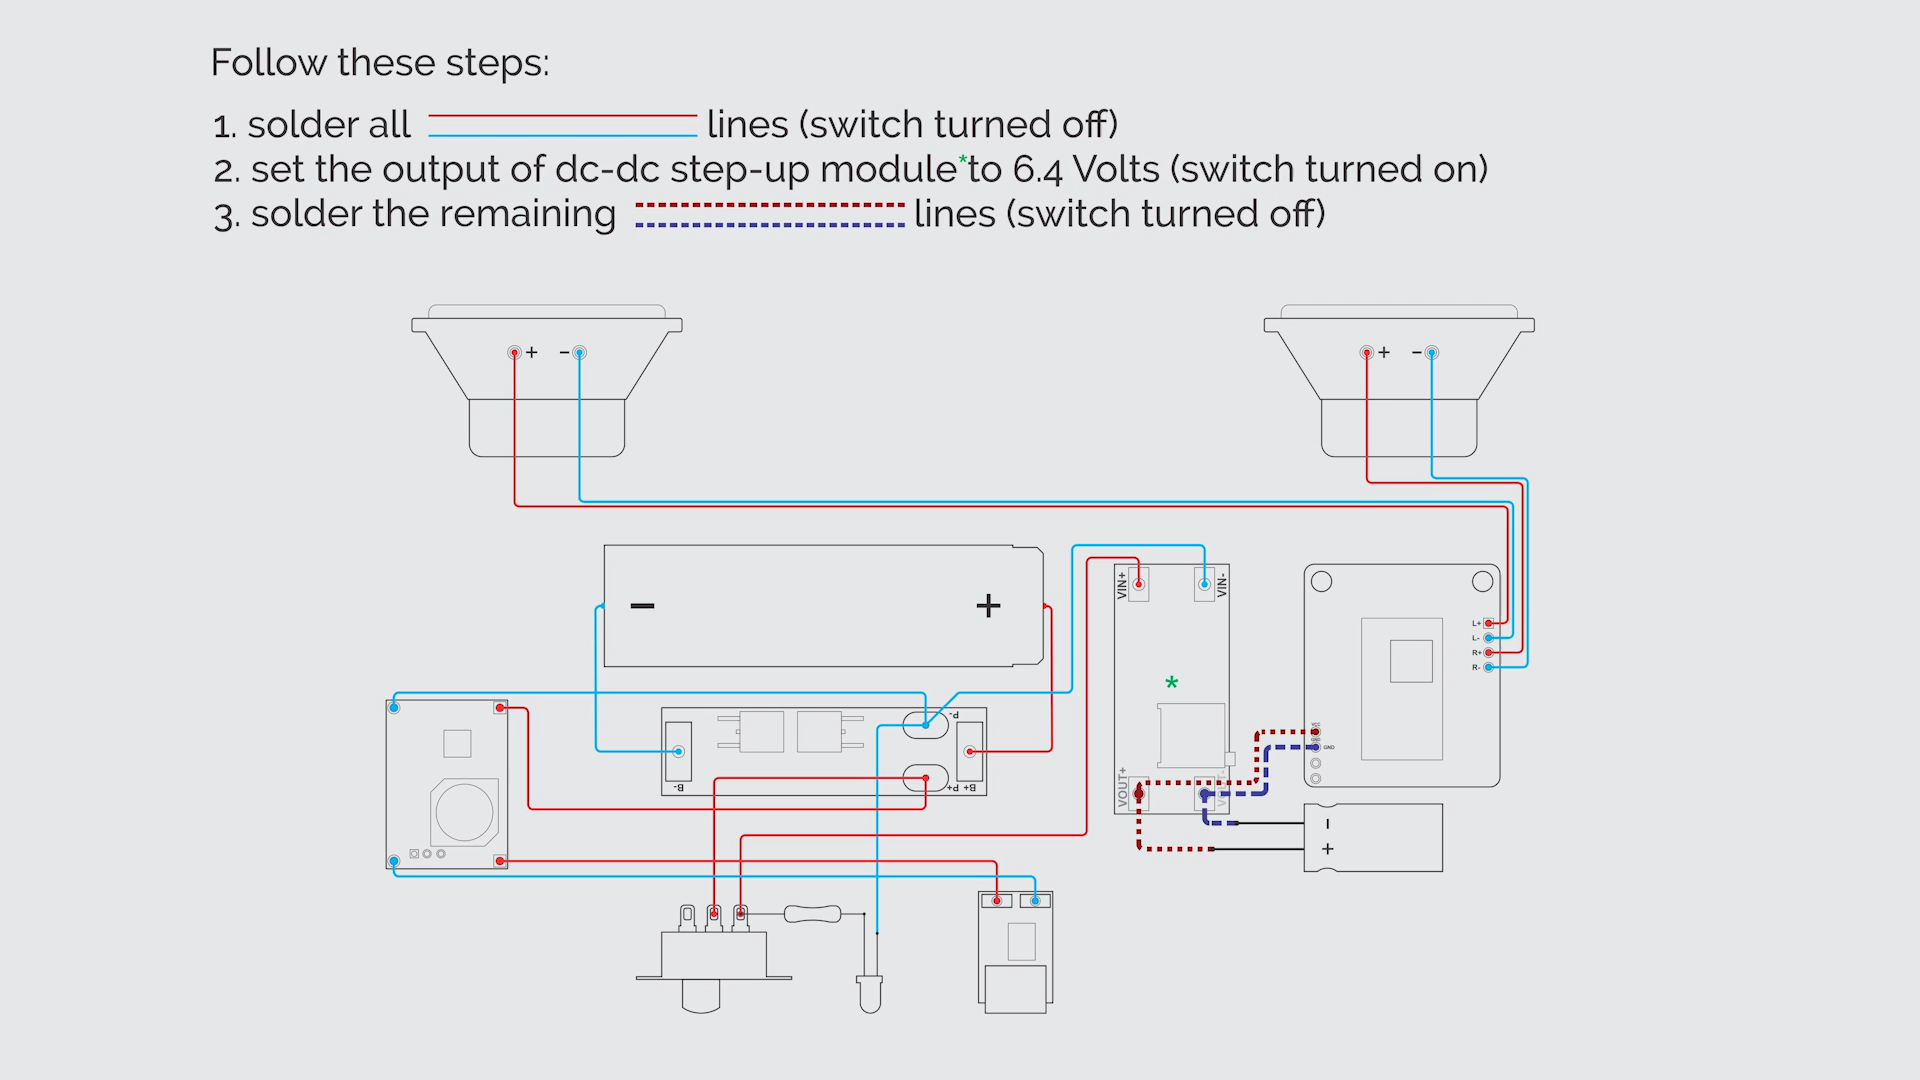 Follow these steps:
1. solder all lines (switch turned off)
2. set the output of dc-dc step-up module*to 6.4 Volts (switch turned on)
3. solder the remaining lines (switch turned off)
+ −
+ −
− +
VIN+ VIN-
*
L+
L-
R+
R-
P-
VCC
GND
GND
B- P+ B+
VOUT+
-
+